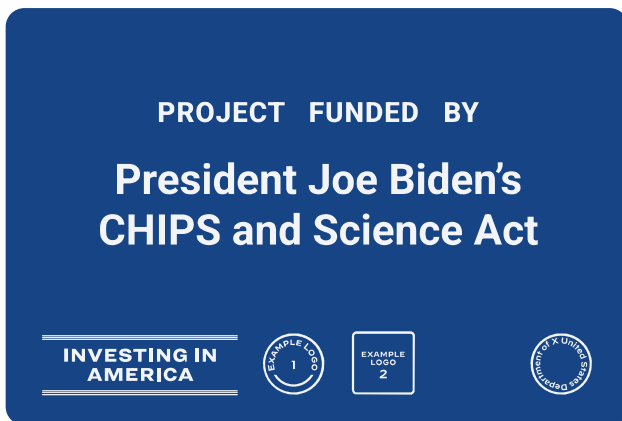 PROJECT FUNDED BY
President Joe Biden's
CHIPS and Science Act
INVESTING IN
AMERICA
EXAMPLE LOGO
1
EXAMPLE
LOGO
2
Department of X United States